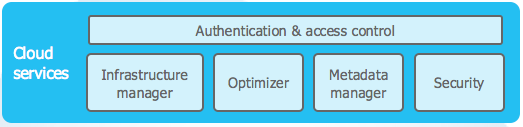 Authentication & access control
Cloud
services
Infrastructure
manager
Optimizer
Metadata
manager
Security